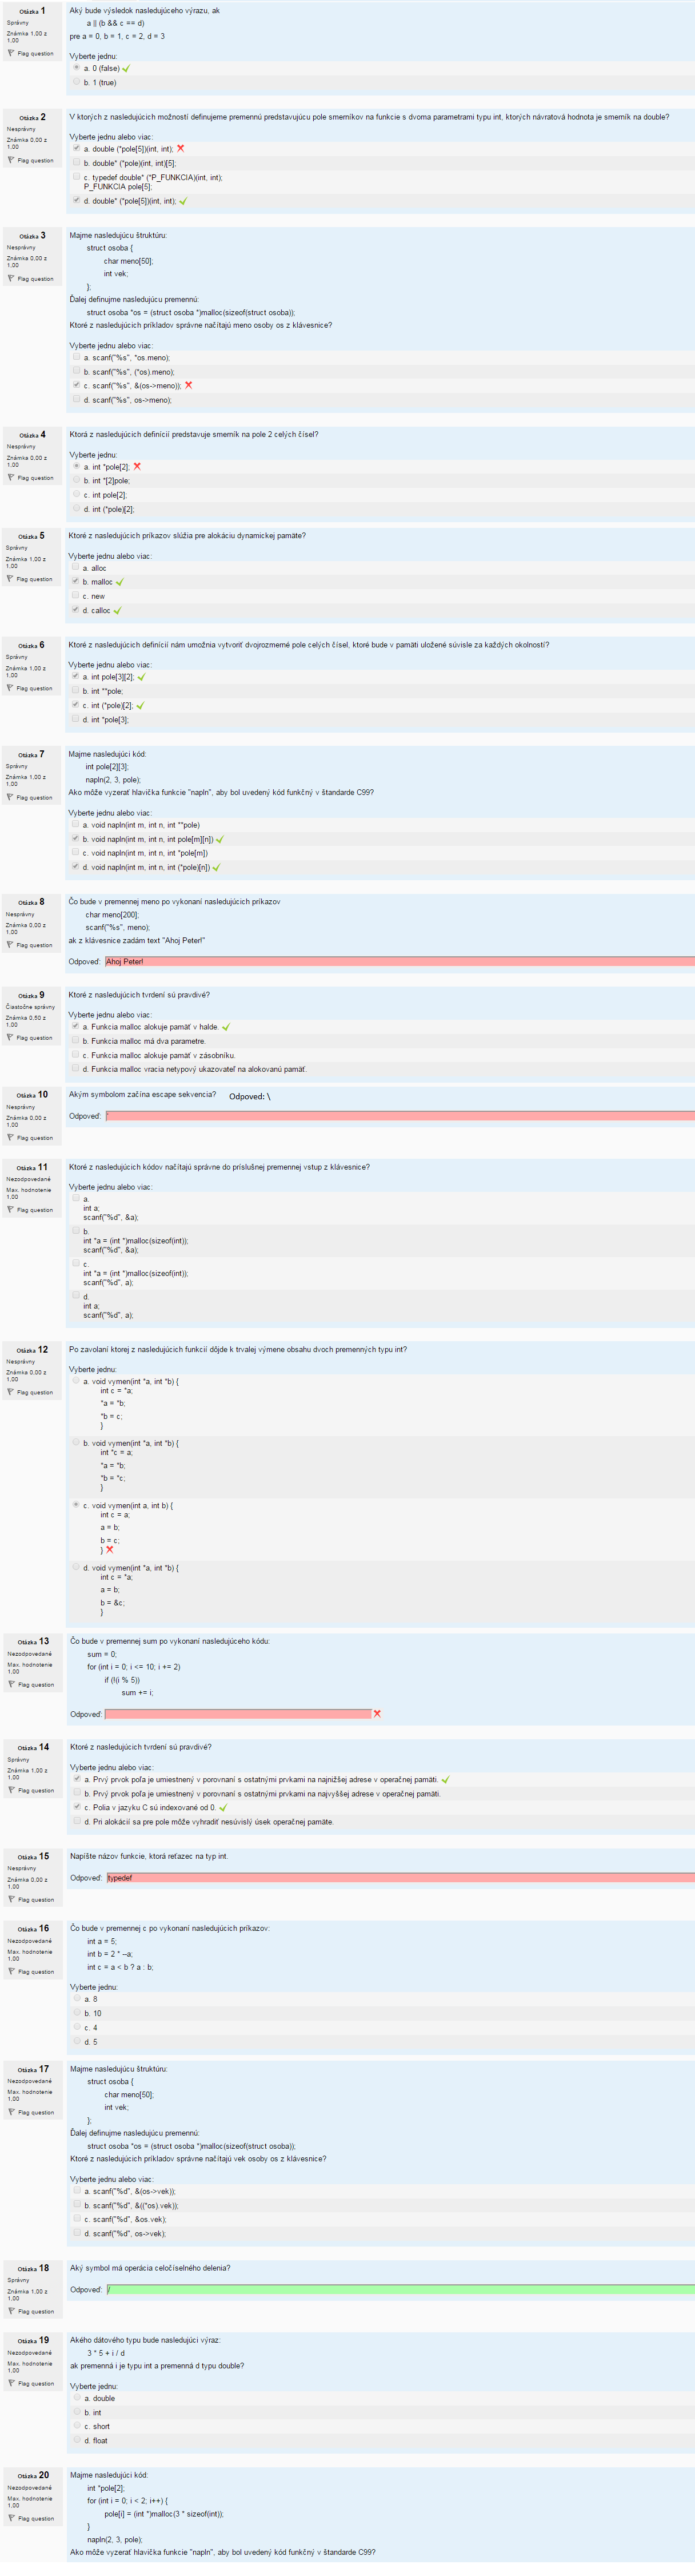 Otázka 1
Správny
Známka 1.00 z 1.00
Flag question
Aký bude výsledok nasledujúceho výrazu, ak
a || (b && c == d)
pre a = 0, b = 1, c = 2, d = 3
Vyberte jednu:
a. 0 (false)
b. 1 (true)
Otázka 2
Nesprávny
Známka 0.00 z 1.00
Flag question
V ktorých z nasledujúcich možností definujeme premennú predstavujúcu pole smerníkov na funkcie s dvoma parametrami typu int, ktorých návratová hodnota je smerník na double?
Vyberte jednu alebo viac:
a. double (*pole[5])(int, int);
b. double* (*pole)(int, int)[5];
c. typedef double* (*P_FUNKCIA)(int, int);
P_FUNKCIA pole[5];
d. double* (*pole[5])(int, int);
Otázka 3
Nesprávny
Známka 0.00 z 1.00
Flag question
Majme nasledujúcu štruktúru:
struct osoba {
char meno[50];
int vek;
};
Ďalej definujme nasledujúcu premennú:
struct osoba *os = (struct osoba *)malloc(sizeof(struct osoba));
Ktoré z nasledujúcich príkladov správne načítajú meno osoby os z klávesnice?
Vyberte jednu alebo viac:
a. scanf("%s", *os.meno);
b. scanf("%s", (*os).meno);
c. scanf("%s", &(os->meno));
d. scanf("%s", os->meno);
Otázka 4
Nesprávny
Známka 0.00 z 1.00
Flag question
Ktorá z nasledujúcich definícií predstavuje smerník na pole 2 celých čísel?
Vyberte jednu:
a. int *pole[2];
b. int *[2]pole;
c. int pole[2];
d. int (*pole)[2];
Otázka 5
Správny
Známka 1.00 z 1.00
Flag question
Ktoré z nasledujúcich príkazov slúžia pre alokáciu dynamickej pamäte?
Vyberte jednu alebo viac:
a. alloc
b. malloc
c. new
d. calloc
Otázka 6
Správny
Známka 1.00 z 1.00
Flag question
Ktoré z nasledujúcich definícií nám umožnia vytvoriť dvojrozmerné pole celých čísel, ktoré bude v pamäti uložené súvisle za každých okolností?
Vyberte jednu alebo viac:
a. int pole[3][2];
b. int **pole;
c. int (*pole)[2];
d. int *pole[3];
Otázka 7
Správny
Známka 1.00 z 1.00
Flag question
Majme nasledujúci kód:
int pole[2][3];
napln(2, 3, pole);
Ako môže vyzerať hlavička funkcie "napln", aby bol uvedený kód funkčný v štandarde C99?
Vyberte jednu alebo viac:
a. void napln(int m, int n, int **pole)
b. void napln(int m, int n, int pole[m][n])
c. void napln(int m, int n, int *pole[m])
d. void napln(int m, int n, int (*pole)[n])
Otázka 8
Nesprávny
Známka 0.00 z 1.00
Flag question
Čo bude v premennej meno po vykonaní nasledujúcich príkazov
char meno[200];
scanf("%s", meno);
ak z klávesnice zadám text "Ahoj Peter!"
Odpoveď: Ahoj Peter!
Otázka 9
Čiastočne správny
Známka 0.50 z 1.00
Flag question
Ktoré z nasledujúcich tvrdení sú pravdivé?
Vyberte jednu alebo viac:
a. Funkcia malloc alokuje pamäť v halde.
b. Funkcia malloc má dva parametre.
c. Funkcia malloc alokuje pamäť v zásobníku.
d. Funkcia malloc vracia netypový ukazovateľ na alokovanú pamäť.
Otázka 10
Nesprávny
Známka 0.00 z 1.00
Flag question
Akým symbolom začína escape sekvencia? Odpoveď: \
Odpoveď:
Otázka 11
Nezodpovedané
Max. hodnotenie 1,00
Flag question
Ktoré z nasledujúcich kódov načítajú správne do príslušnej premennej vstup z klávesnice?
Vyberte jednu alebo viac:
a.
int a;
scanf("%d", &a);
b.
int *a = (int *)malloc(sizeof(int));
scanf("%d", &a);
c.
int *a = (int *)malloc(sizeof(int));
scanf("%d", a);
d.
int a;
scanf("%d", a);
Otázka 12
Nesprávny
Známka 0.00 z 1,00
Flag question
Po zavolaní ktorej z nasledujúcich funkcií dôjde k trvalej výmene obsahu dvoch premenných typu int?
Vyberte jednu:
a. void vymen(int *a, int *b) {
int c = *a;
*a = *b;
*b = c;
}
b. void vymen(int *a, int *b) {
int *c = a;
*a = *b;
*b = *c;
}
c. void vymen(int a, int b) {
int c = a;
a = b;
b = c;
}
d. void vymen(int *a, int *b) {
int c = *a;
a = b;
b = &c;
}
Otázka 13
Nezodpovedané
Max. hodnotenie 1,00
Flag question
Čo bude v premennej sum po vykonaní nasledujúceho kódu:
sum = 0;
for (int i = 0; i <= 10; i += 2)
if (!(i % 5))
sum += i;
Odpoveď:
Otázka 14
Správny
Známka 1.00 z 1,00
Flag question
Ktoré z nasledujúcich tvrdení sú pravdivé?
Vyberte jednu alebo viac:
a. Prvý prvok poľa je umiestnený v porovnaní s ostatnými prvkami na najnižšej adrese v operačnej pamäti.
b. Prvý prvok poľa je umiestnený v porovnaní s ostatnými prvkami na najvyššej adrese v operačnej pamäti.
c. Polia v jazyku C sú indexované od 0.
d. Pri alokácií sa pre pole môže vyhradiť nesúvislý úsek operačnej pamäte.
Otázka 15
Nesprávny
Známka 0.00 z 1,00
Flag question
Napíšte názov funkcie, ktorá reťazec na typ int.
Odpoveď: typedef
Otázka 16
Nezodpovedané
Max. hodnotenie 1,00
Flag question
Čo bude v premennej c po vykonaní nasledujúcich príkazov:
int a = 5;
int b = 2 * --a;
int c = a < b ? a : b;
Vyberte jednu:
a. 8
b. 10
c. 4
d. 5
Otázka 17
Nezodpovedané
Max. hodnotenie 1,00
Flag question
Majme nasledujúcu štruktúru:
struct osoba {
char meno[50];
int vek;
};
Ďalej definujme nasledujúcu premennú:
struct osoba *os = (struct osoba *)malloc(sizeof(struct osoba));
Ktoré z nasledujúcich príkladov správne načítajú vek osoby os z klávesnice?
Vyberte jednu alebo viac:
a. scanf("%d", &(os->vek));
b. scanf("%d", &((*os).vek));
c. scanf("%d", &os.vek);
d. scanf("%d", os->vek);
Otázka 18
Správny
Známka 1.00 z 1,00
Flag question
Aký symbol má operácia celočíselného delenia?
Odpoveď: /
Otázka 19
Nezodpovedané
Max. hodnotenie 1,00
Flag question
Akého dátového typu bude nasledujúci výraz:
3 * 5 + i / d
ak premenná i je typu int a premenná d typu double?
Vyberte jednu:
a. double
b. int
c. short
d. float
Otázka 20
Nezodpovedané
Max. hodnotenie 1,00
Flag question
Majme nasledujúci kód:
int *pole[2];
for (int i = 0; i < 2; i++) {
pole[i] = (int *)malloc(3 * sizeof(int));
}
napln(2, 3, pole);
Ako môže vyzerať hlavička funkcie "napln", aby bol uvedený kód funkčný v štandarde C99?